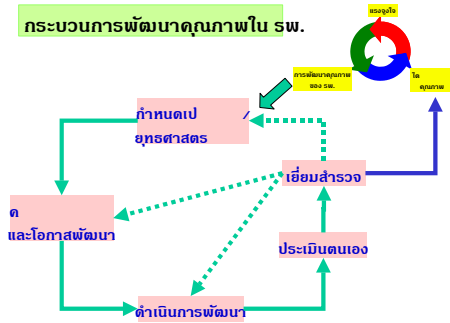 กระบวนการพัฒนาคุณภาพใน รพ.
แรงจูงใจ
การพัฒนาคุณภาพ
ของ รพ.
ได
คุณภาพ
กำหนดเป /
ยุทธศาสตร
เยี่ยมสำรวจ
ค
และโอกาสพัฒนา
ประเมินตนเอง
ดำเนินการพัฒนา